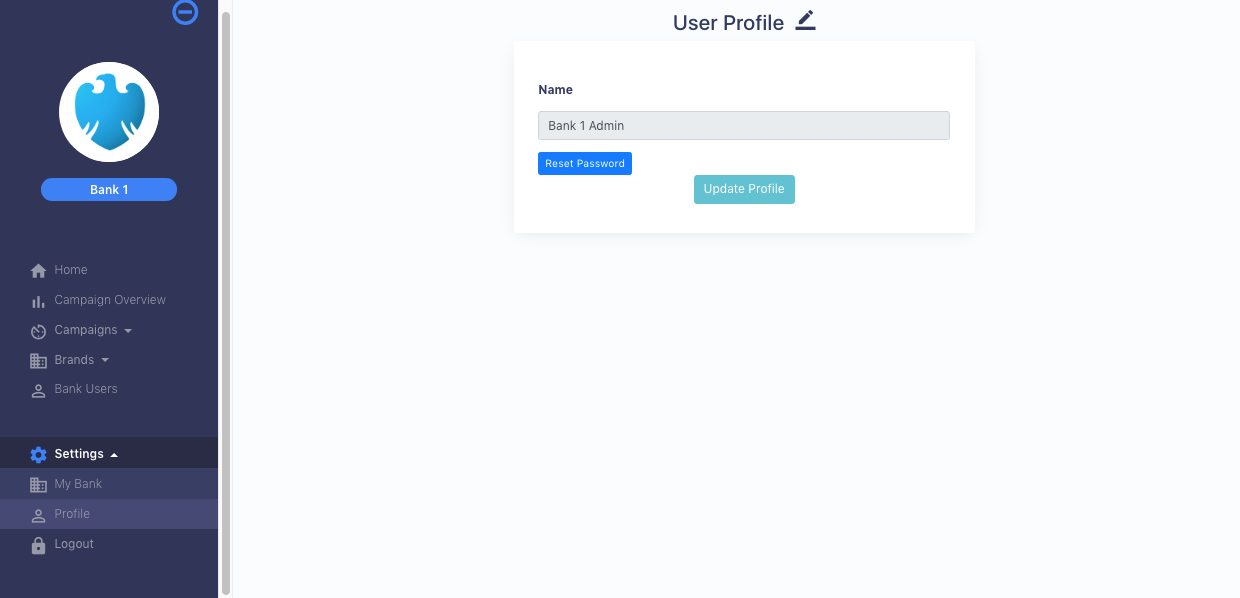 Bank 1
Home
Campaign Overview
Campaigns
Brands
Bank Users
Settings
My Bank
Profile
Logout
User Profile
Name
Bank 1 Admin
Reset Password
Update Profile